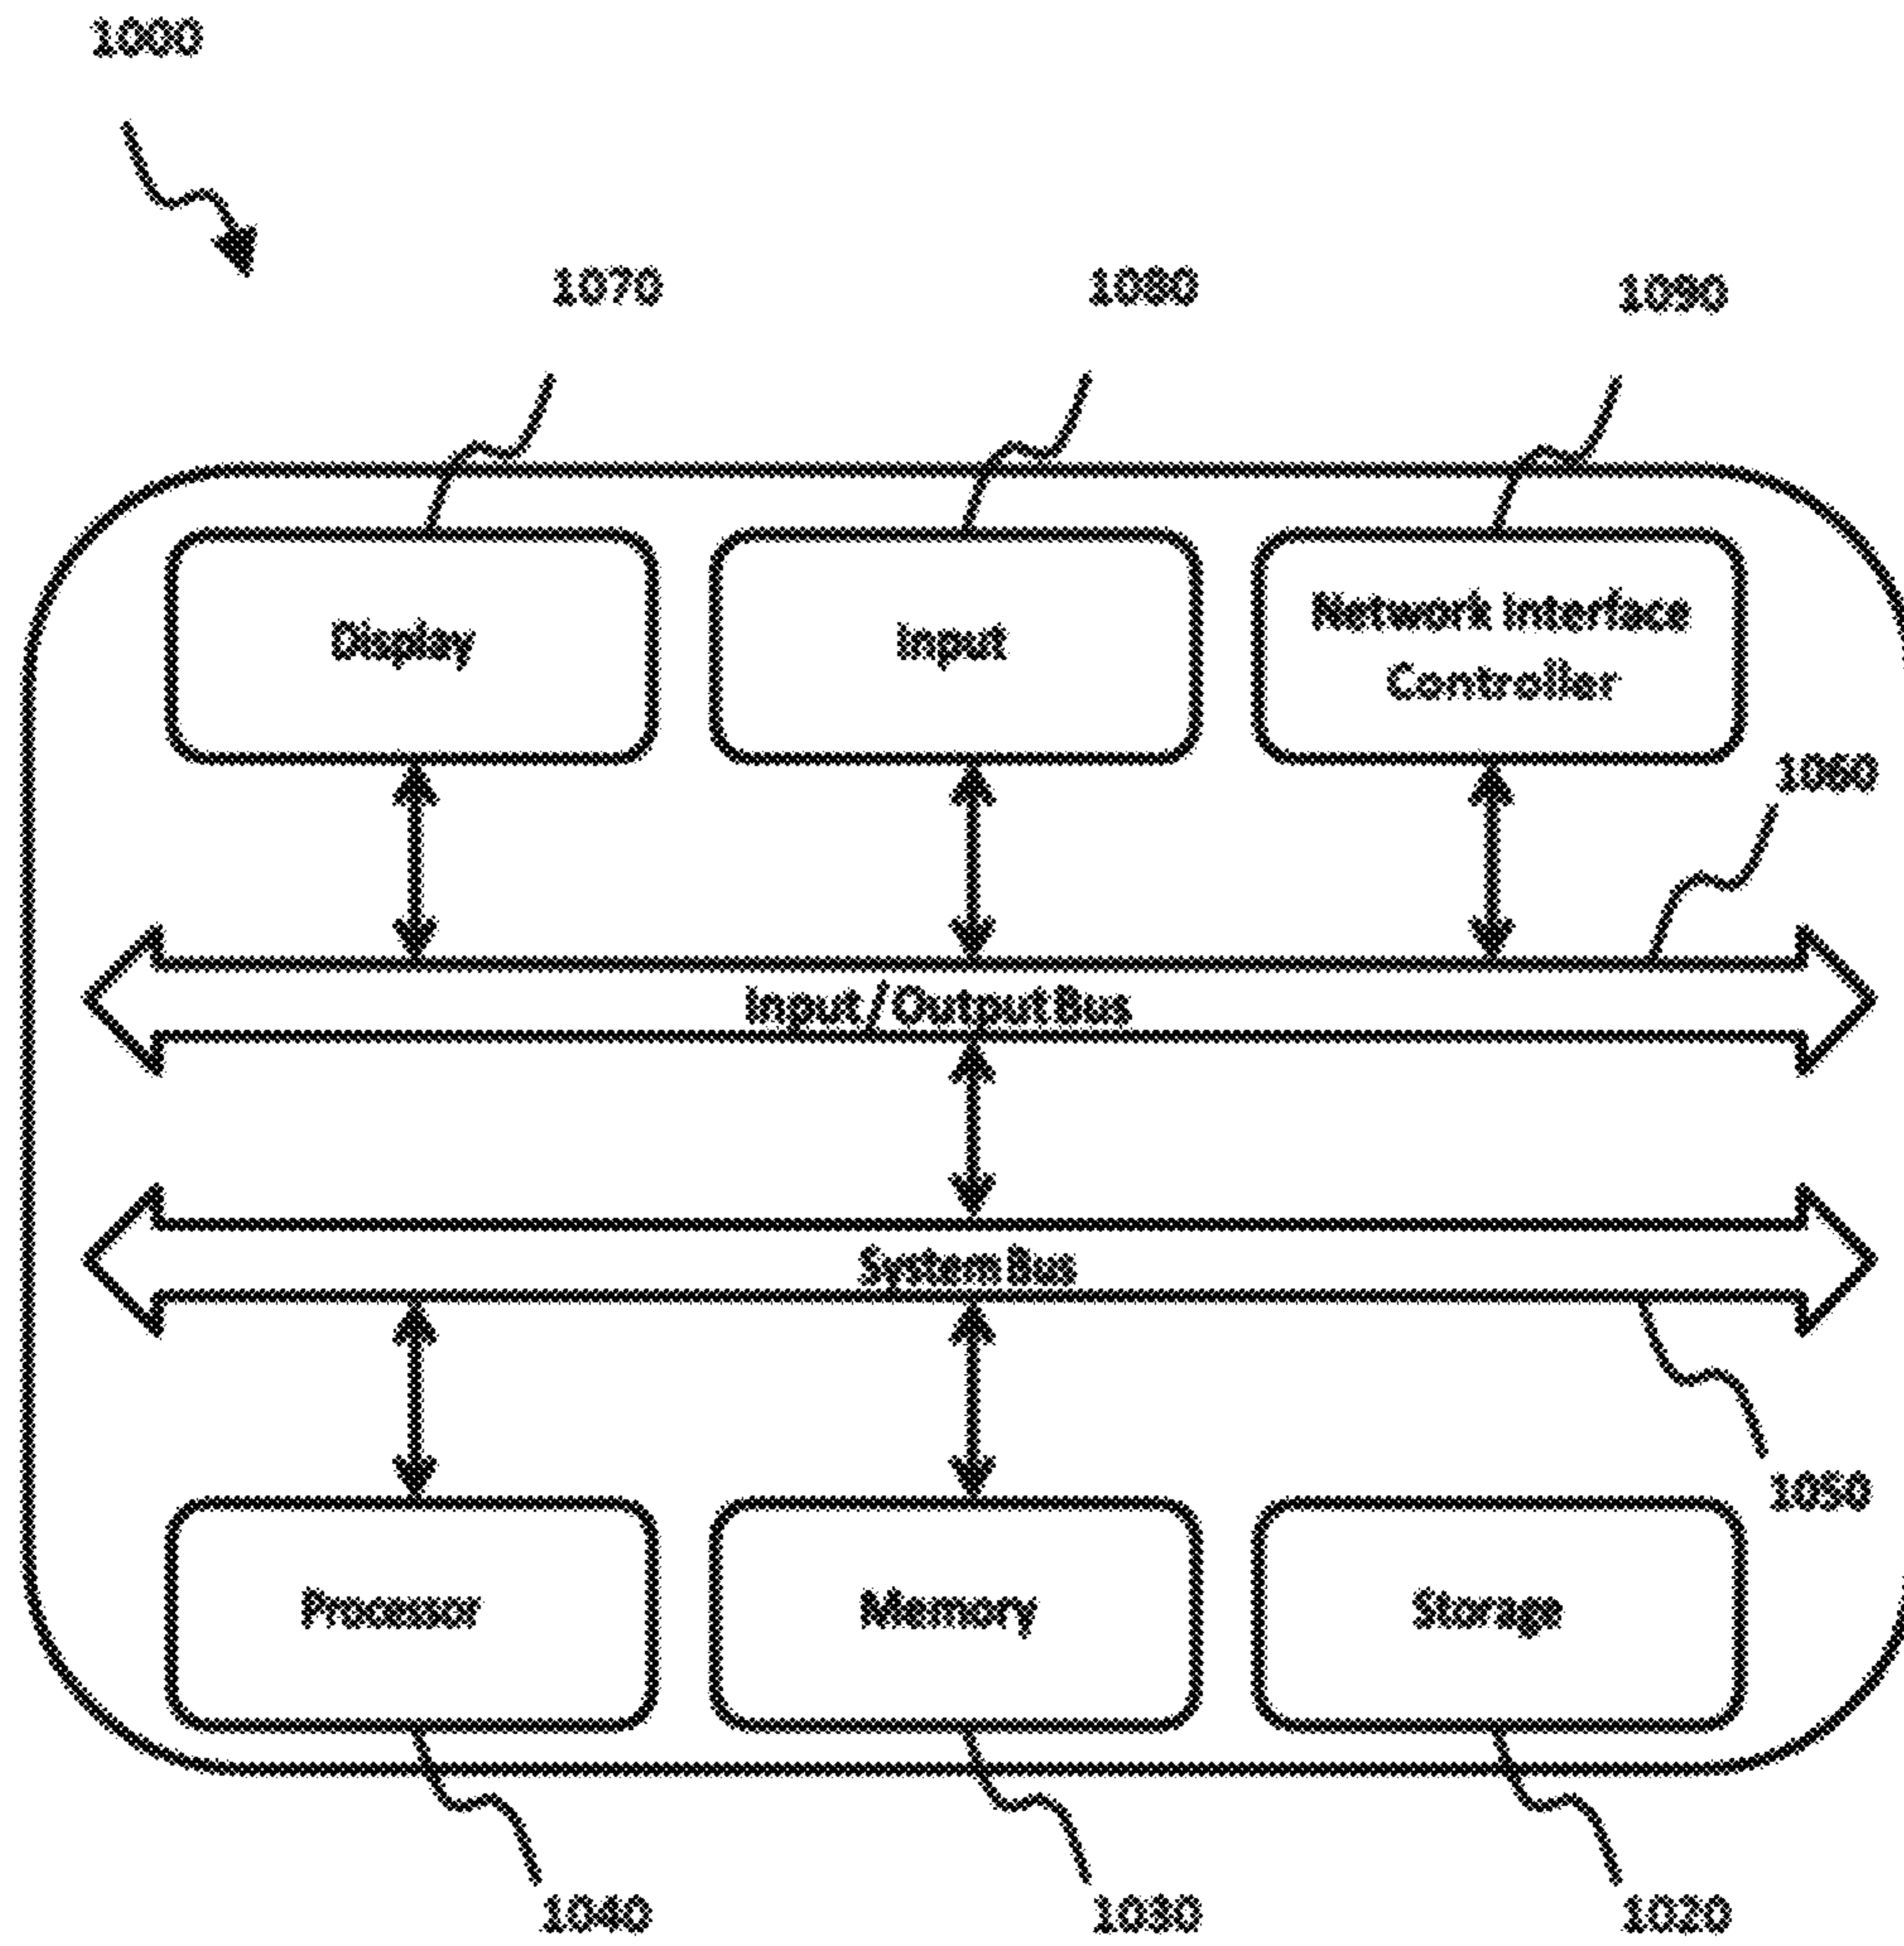 1000
1070
1080
1090
Display
Input
Network Interface
Controller
1060
Input / Output Bus
System Bus
1050
Processor
Memory
Storage
1040
1030
1020